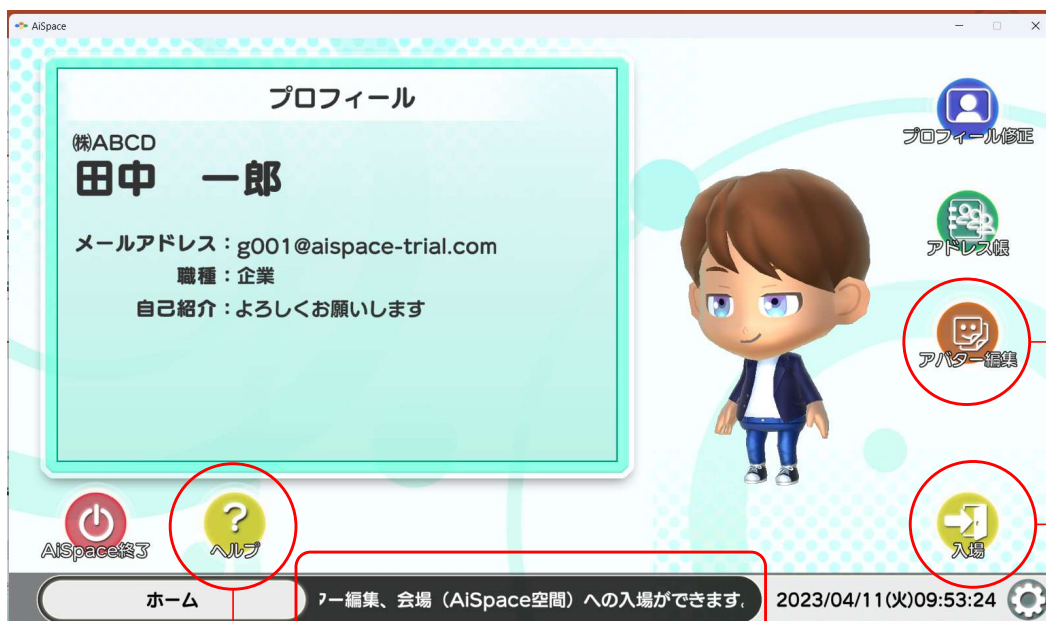 AiSpace
プロフィール
㈱ABCD
田中　一郎
メールアドレス：g001@aispace-trial.com
職種：企業
自己紹介：よろしくお願いします
プロフィール修正
アドレス帳
アバター編集
入場
AiSpace終了
ヘルプ
ホーム
ター編集、会場（AiSpace空間）への入場ができます。
2023/04/11(火)09:53:24